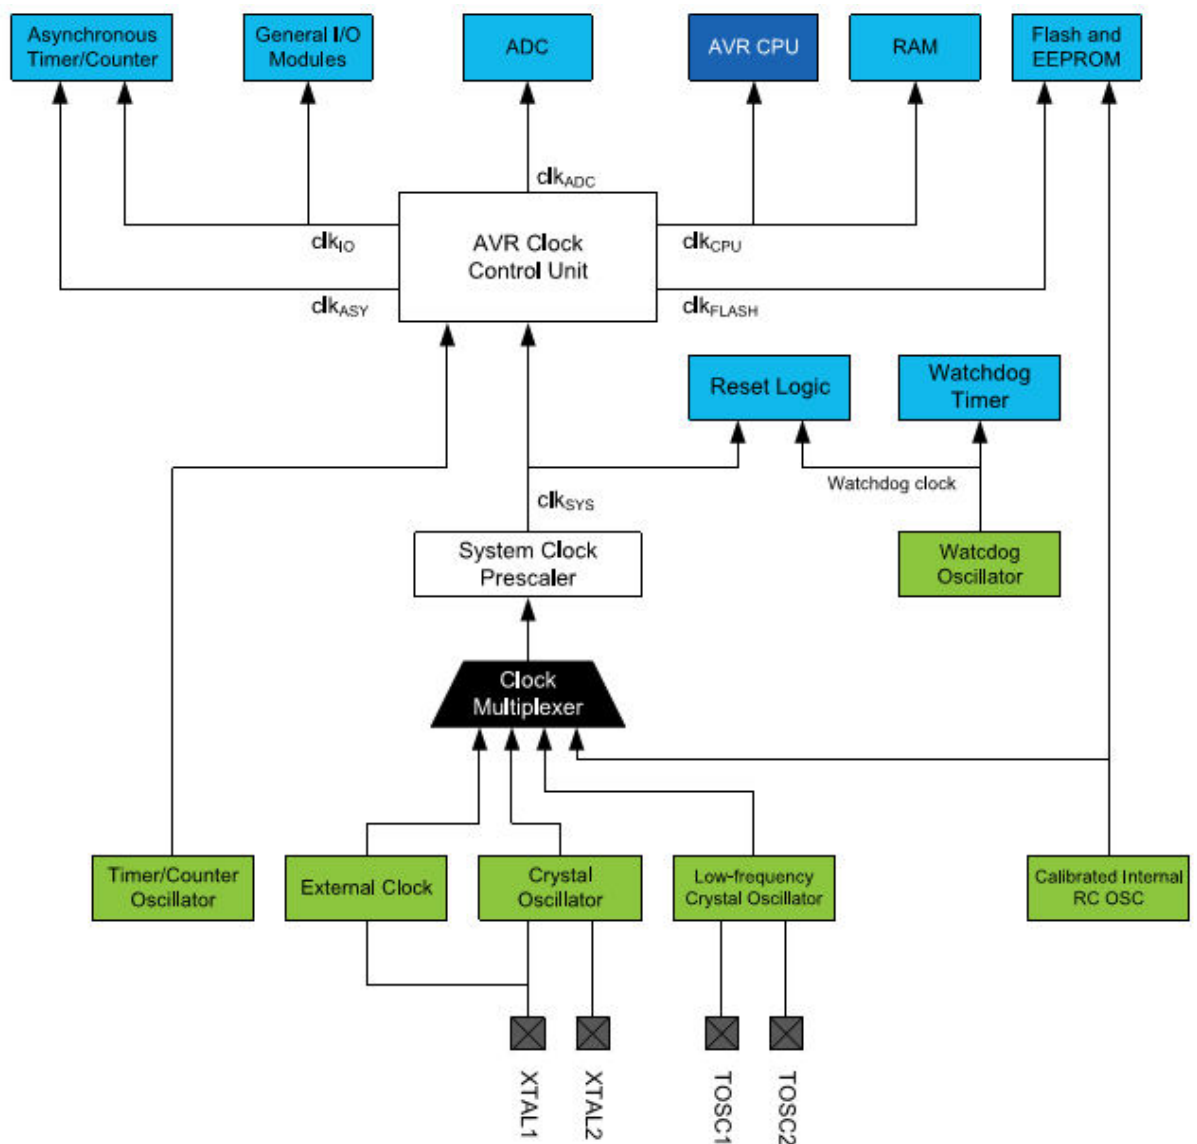 Asynchronous
Timer/Counter
General I/O
Modules
ADC
AVR CPU
RAM
Flash and
EEPROM
clkADC
AVR Clock
Control Unit
clkIO
clkCPU
clkASY
clkFLASH
Reset Logic
Watchdog
Timer
Watchdog clock
clkSYS
System Clock
Prescaler
Watcdog
Oscillator
Clock
Multiplexer
Timer/Counter
Oscillator
External Clock
Crystal
Oscillator
Low-frequency
Crystal Oscillator
Calibrated Internal
RC OSC
XTAL1
XTAL2
TOSC1
TOSC2